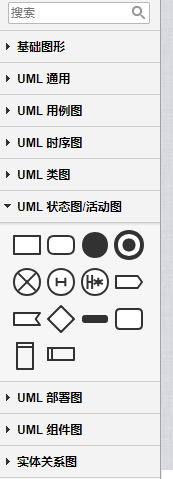 搜索
基础图形
UML 通用
UML 用例图
UML 时序图
UML 类图
UML 状态图/活动图
H
H*
UML 部署图
UML 组件图
实体关系图